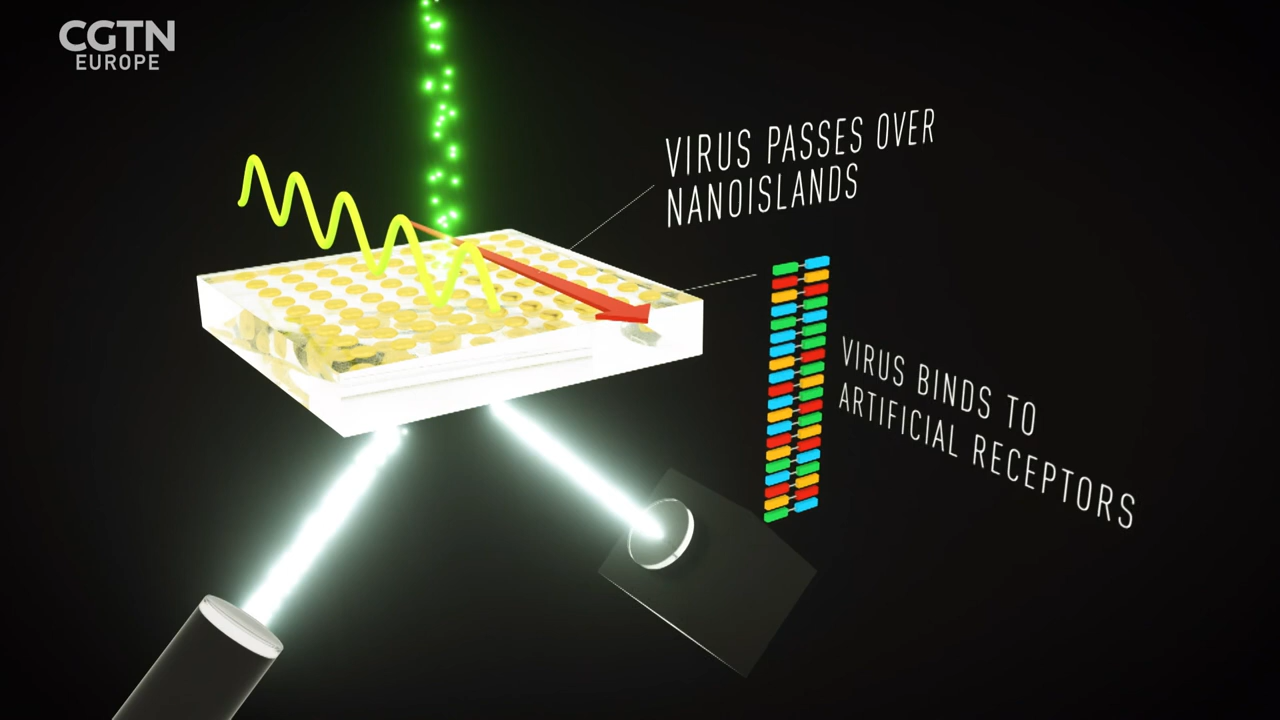 CGTN
EUROPE
VIRUS PASSES OVER
NANOISLANDS
VIRUS BINDS TO
ARTIFICIAL RECEPTORS